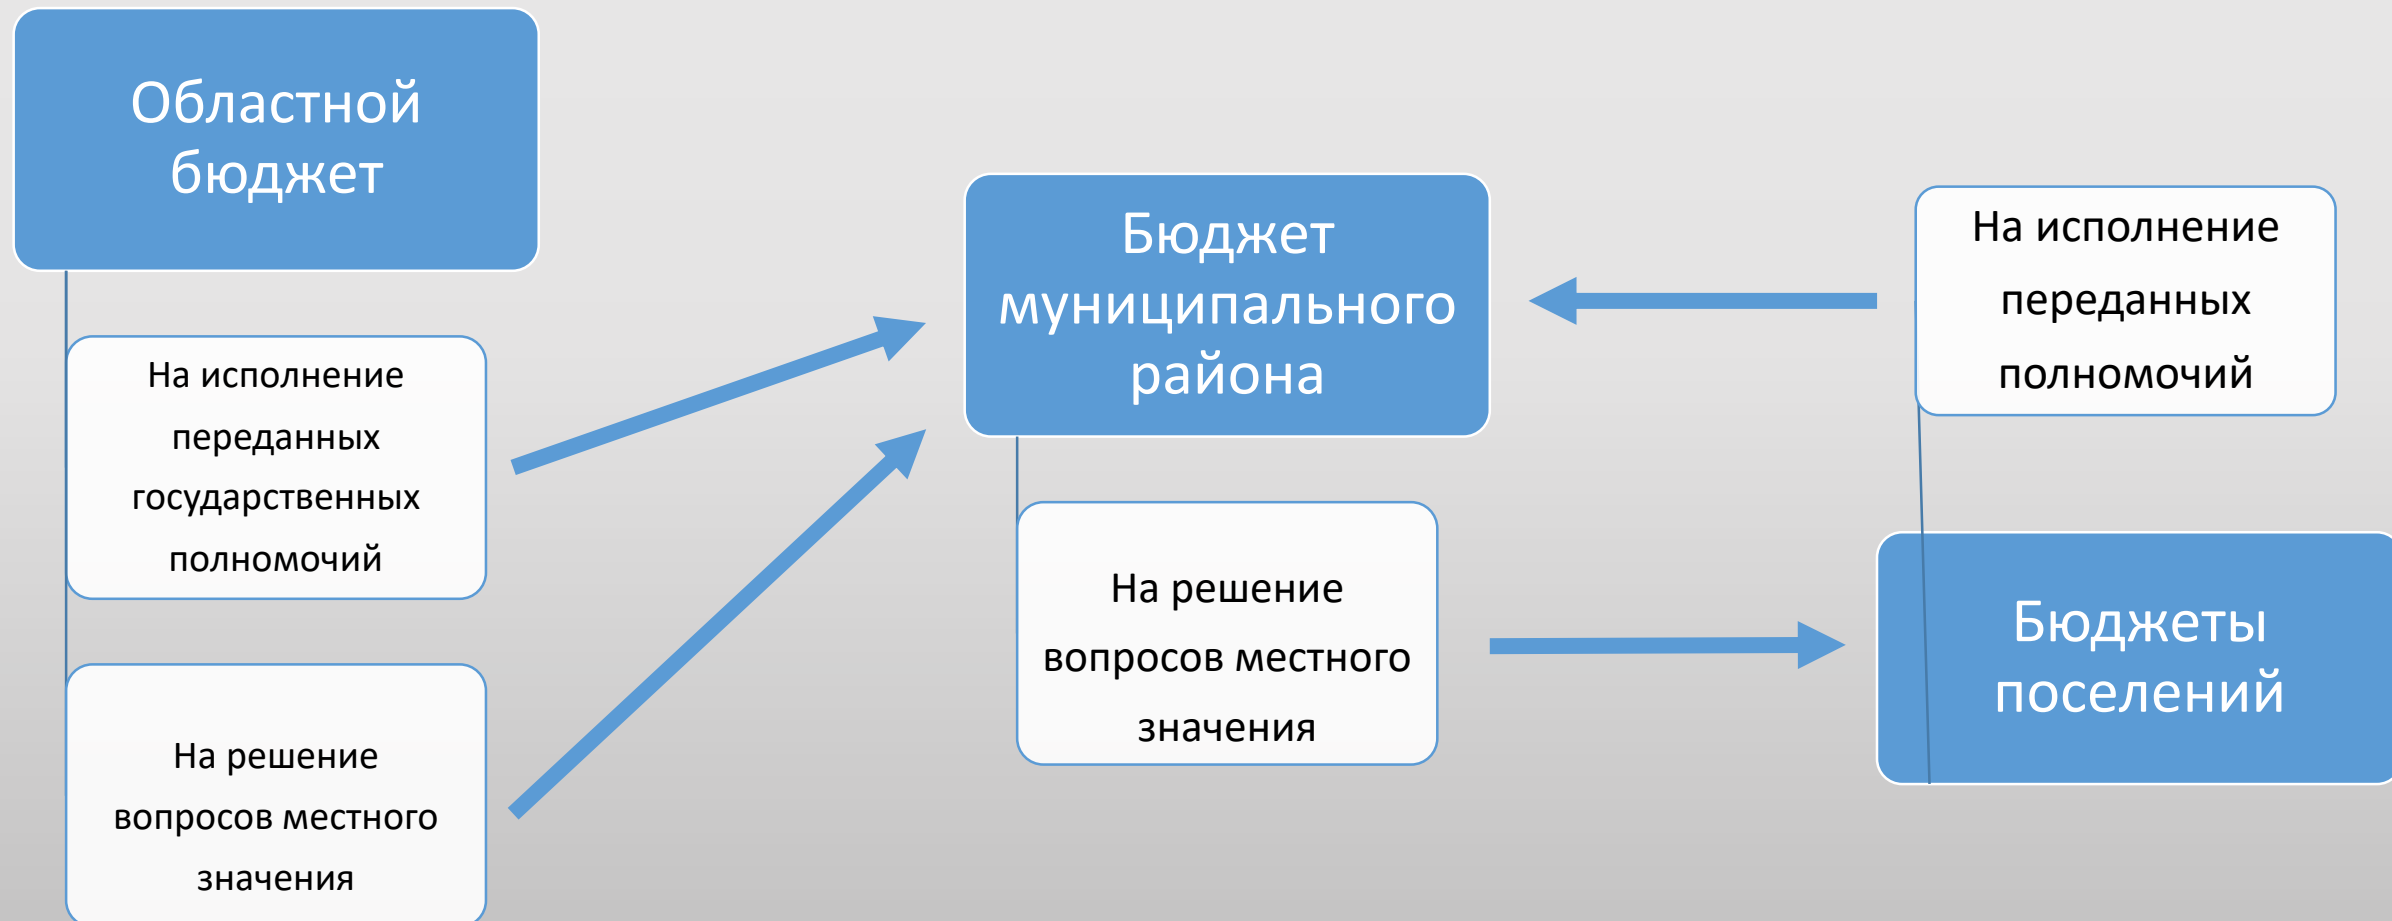 Областной
бюджет
На исполнение
переданных
государственных
полномочий
На решение
вопросов местного
значения
Бюджет
муниципального
района
На решение
вопросов местного
значения
На исполнение
переданных
полномочий
Бюджеты
поселений